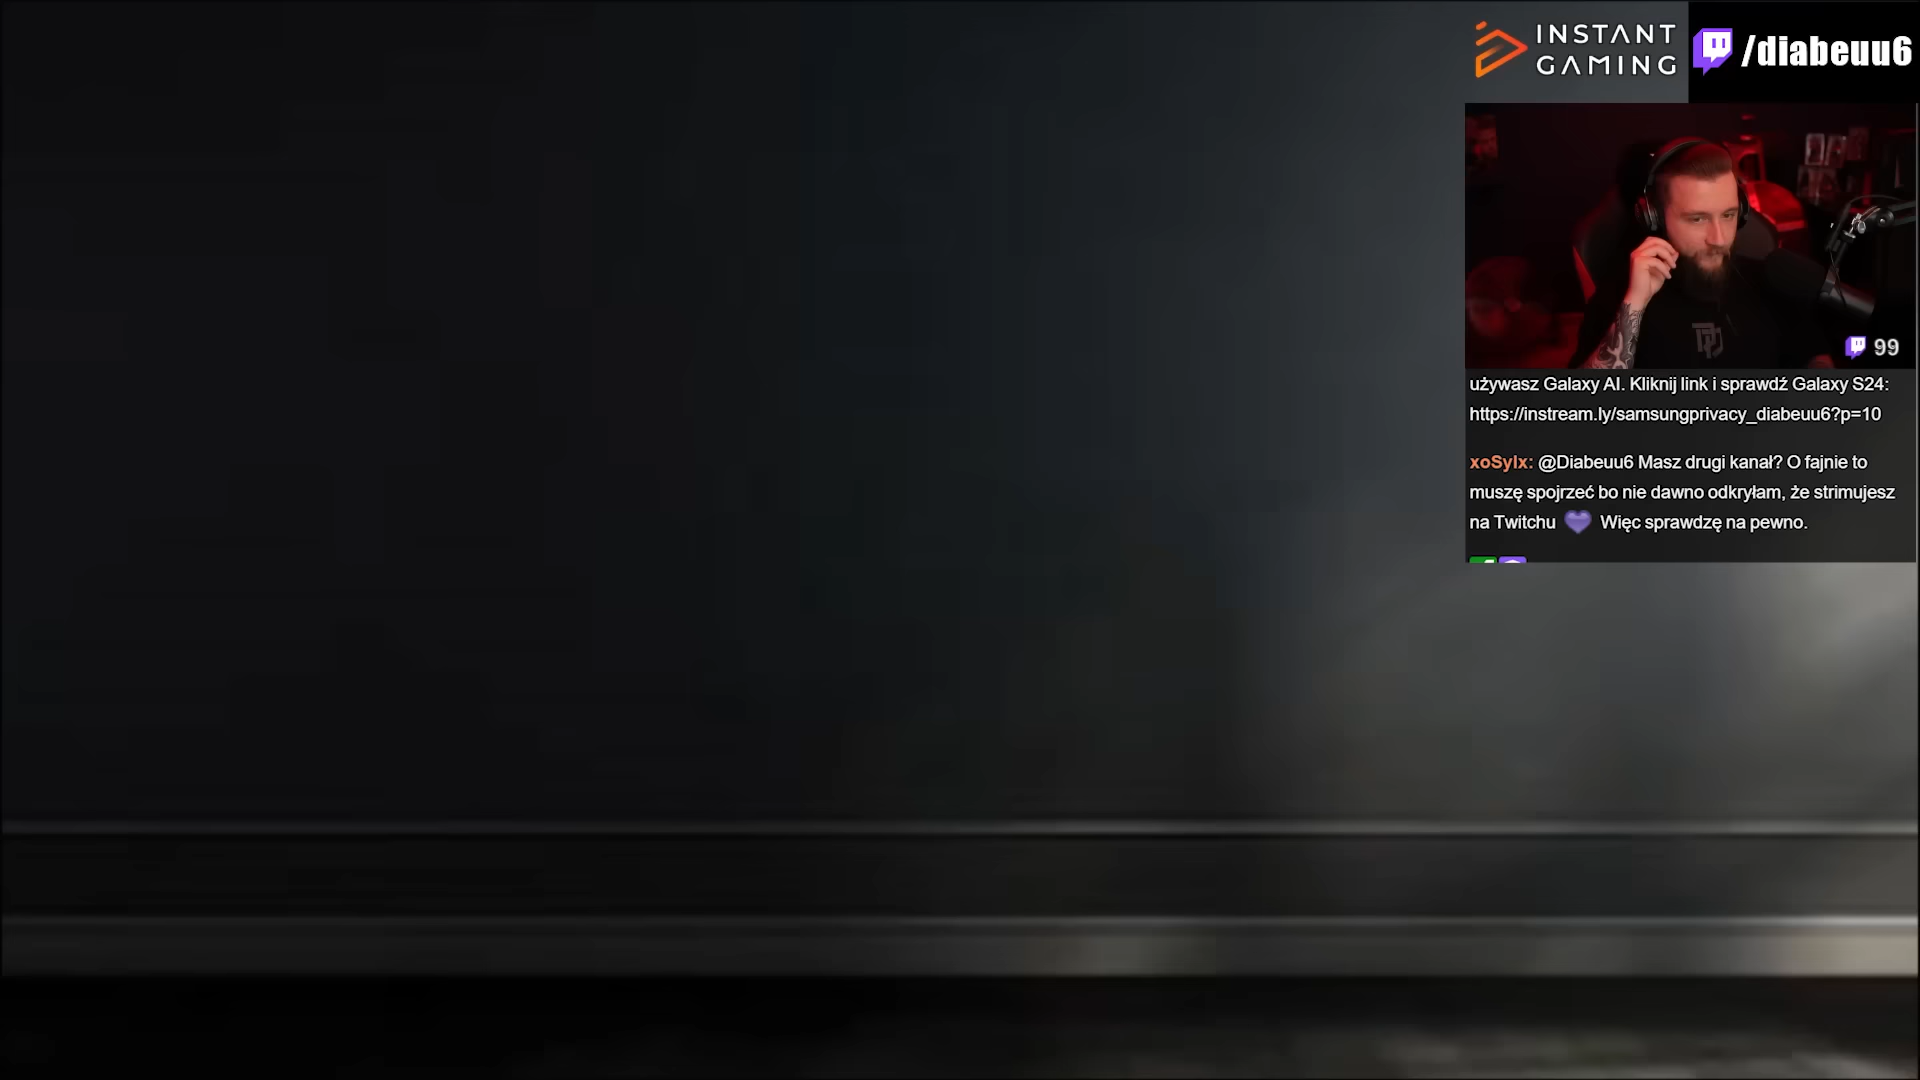 INSTANT
GAMING
/diabeuu6
99
używasz Galaxy AI. Kliknij link i sprawdź Galaxy S24:
https://instream.ly/samsungprivacy_diabeuu6?p=10
xoSylx: @Diabeuu6 Masz drugi kanał? O fajnie to
muszę spojrzeć bo nie dawno odkryłam, że strimujesz
na Twitchu 💜 Więc sprawdzę na pewno.